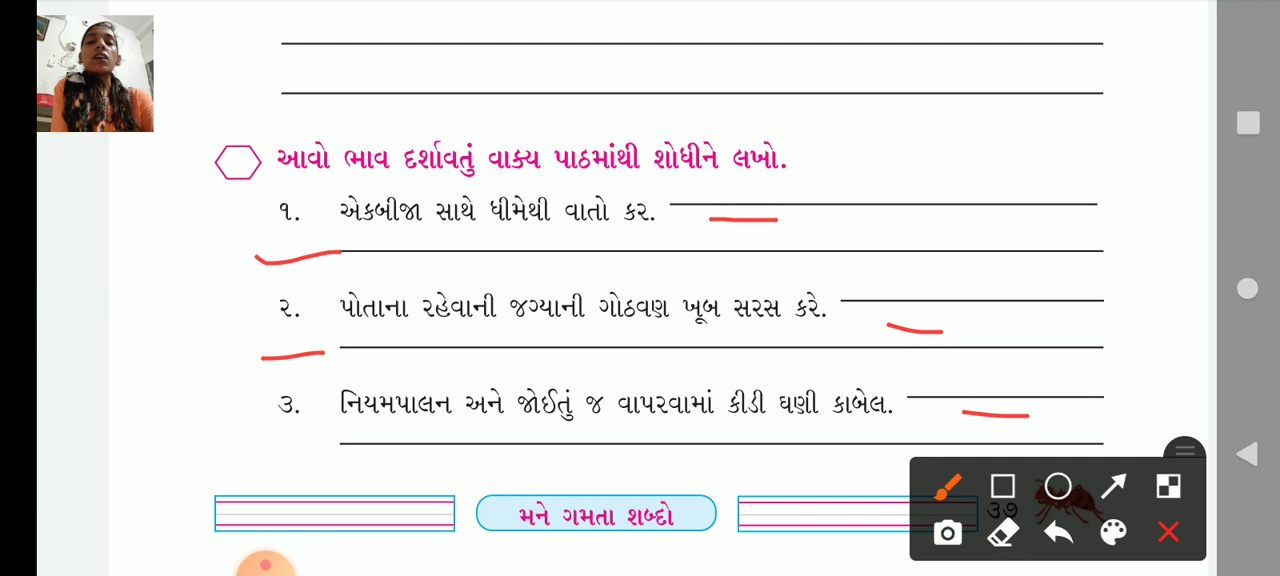 આવો ભાવ દર્શાવતું વાક્ય પાઠમાંથી શોધીને લખો.
૧. એકબીજા સાથે ધીમેથી વાતો કર.
૨. પોતાના રહેવાની જગ્યાની ગોઠવણ ખૂબ સરસ કરે.
૩. નિયમપાલન અને જોઈતું જ વાપરવામાં કીડી ઘણી કાબેલ.
મને ગમતા શબ્દો
૩૭